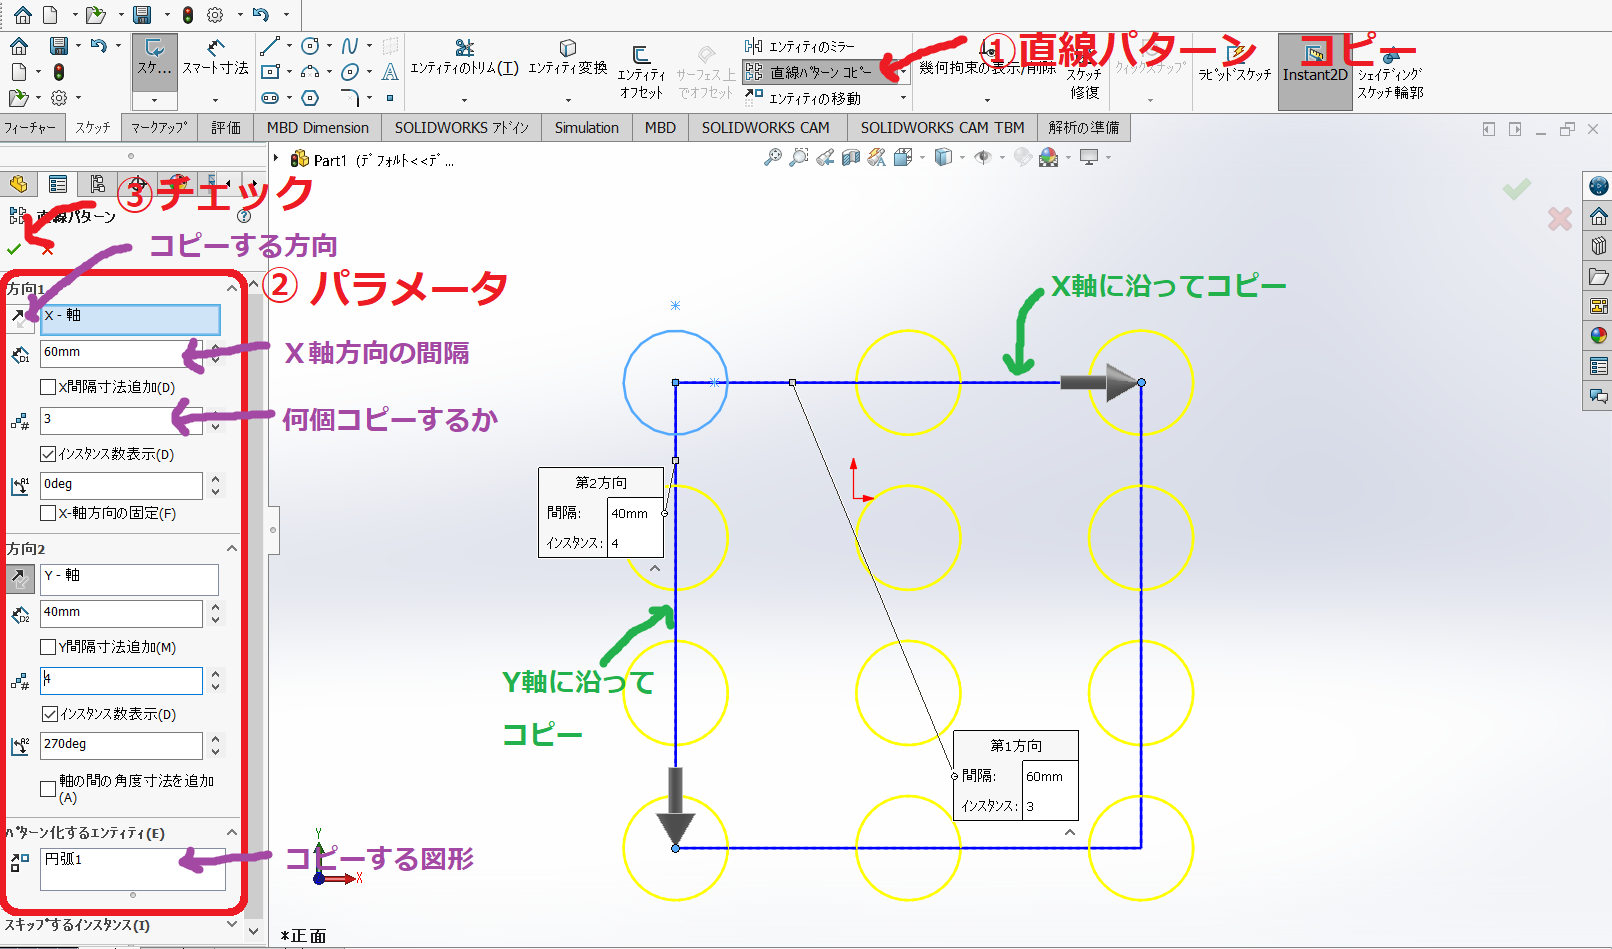 スケ...
スマート寸法
エンティティのトリム(T)
エンティティ変換
エンティティ
オフセット
サーフェス上
でオフセット
エンティティのミラー
直線パターン コピー
エンティティの移動
①直線パターン コピー
幾何拘束の表示/削除
スケッチ
修復
クイックスナップ
ラピッドスケッチ
Instant2D
シェイディング
スケッチ輪郭
フィーチャー
スケッチ
マークアップ
評価
MBD Dimension
SOLIDWORKS アドイン
Simulation
MBD
SOLIDWORKS CAM
SOLIDWORKS CAM TBM
解析の準備
Part1 (デフォルト<<デ...
③チェック
直線パターン
コピーする方向
② パラメータ
方向1
X - 軸
60mm
X軸方向の間隔
X間隔寸法追加(D)
3
何個コピーするか
インスタンス数表示(D)
0deg
X-軸方向の固定(F)
方向2
Y - 軸
40mm
Y間隔寸法追加(M)
4
インスタンス数表示(D)
270deg
軸の間の角度寸法を追加
(A)
パターン化するエンティティ(E)
円弧1
コピーする図形
スキップするインスタンス(I)
X軸に沿ってコピー
第2方向
間隔: 40mm
インスタンス: 4
Y軸に沿って
コピー
第1方向
間隔: 60mm
インスタンス: 3
Y
X
*正面